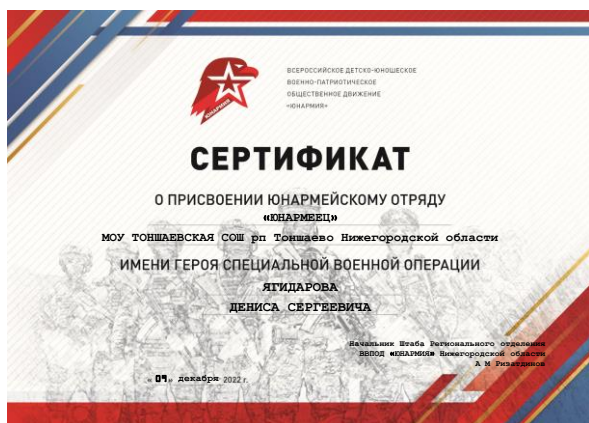 ВСЕРОССИЙСКОЕ ДЕТСКО-ЮНОШЕСКОЕ
ВОЕННО-ПАТРИОТИЧЕСКОЕ
ОБЩЕСТВЕННОЕ ДВИЖЕНИЕ
«ЮНАРМИЯ»
ЮНАРМИЯ
СЕРТИФИКАТ
О ПРИСВОЕНИИ ЮНАРМЕЙСКОМУ ОТРЯДУ
«ЮНАРМЕЕЦ»
МОУ ТОНШАЕВСКАЯ СОШ рп Тоншаево Нижегородской области
ИМЕНИ ГЕРОЯ СПЕЦИАЛЬНОЙ ВОЕННОЙ ОПЕРАЦИИ
ЯГИДАРОВА
ДЕНИСА СЕРГЕЕВИЧА
Начальник Штаба Регионального отделения
ВВПОД «ЮНАРМИЯ» Нижегородской области
А М Ризатдинов
« 09» декабря 2022 г.